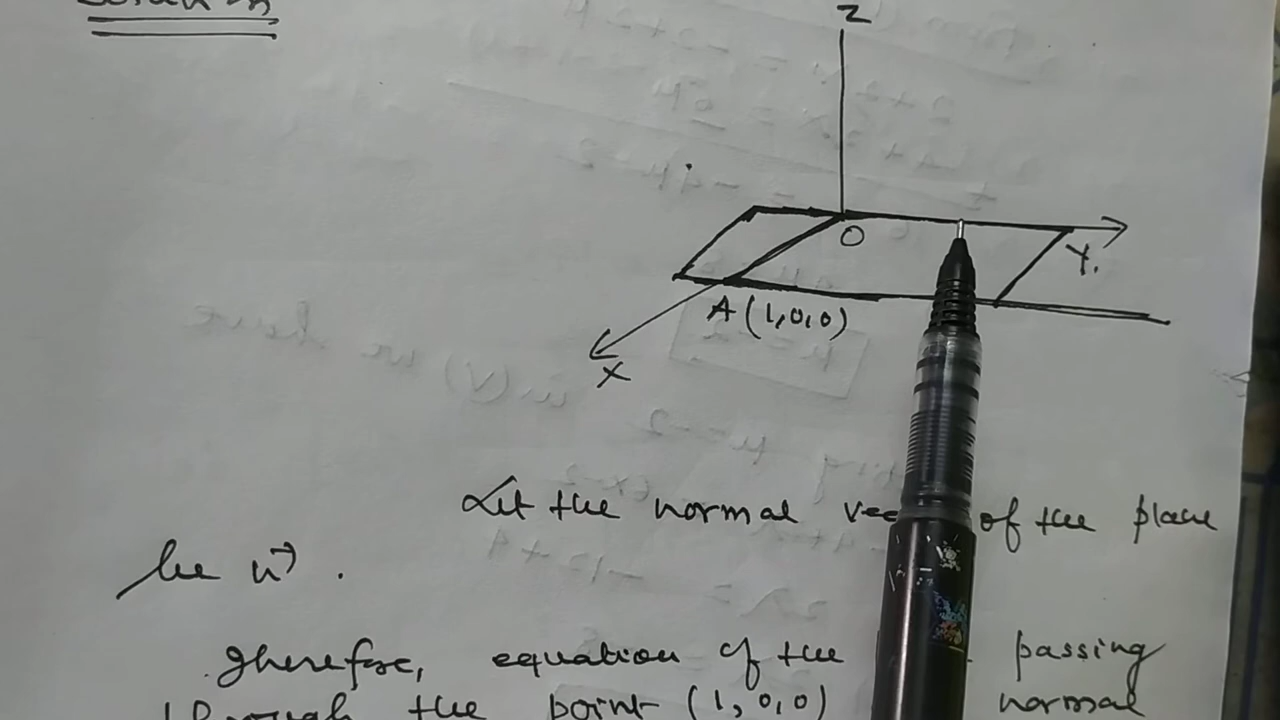 Z
O
Y.
A (1,0,0)
X
Let the normal vec of the plane
be n→ .
Therefore, equation of the passing
through the point (1,0,0) normal